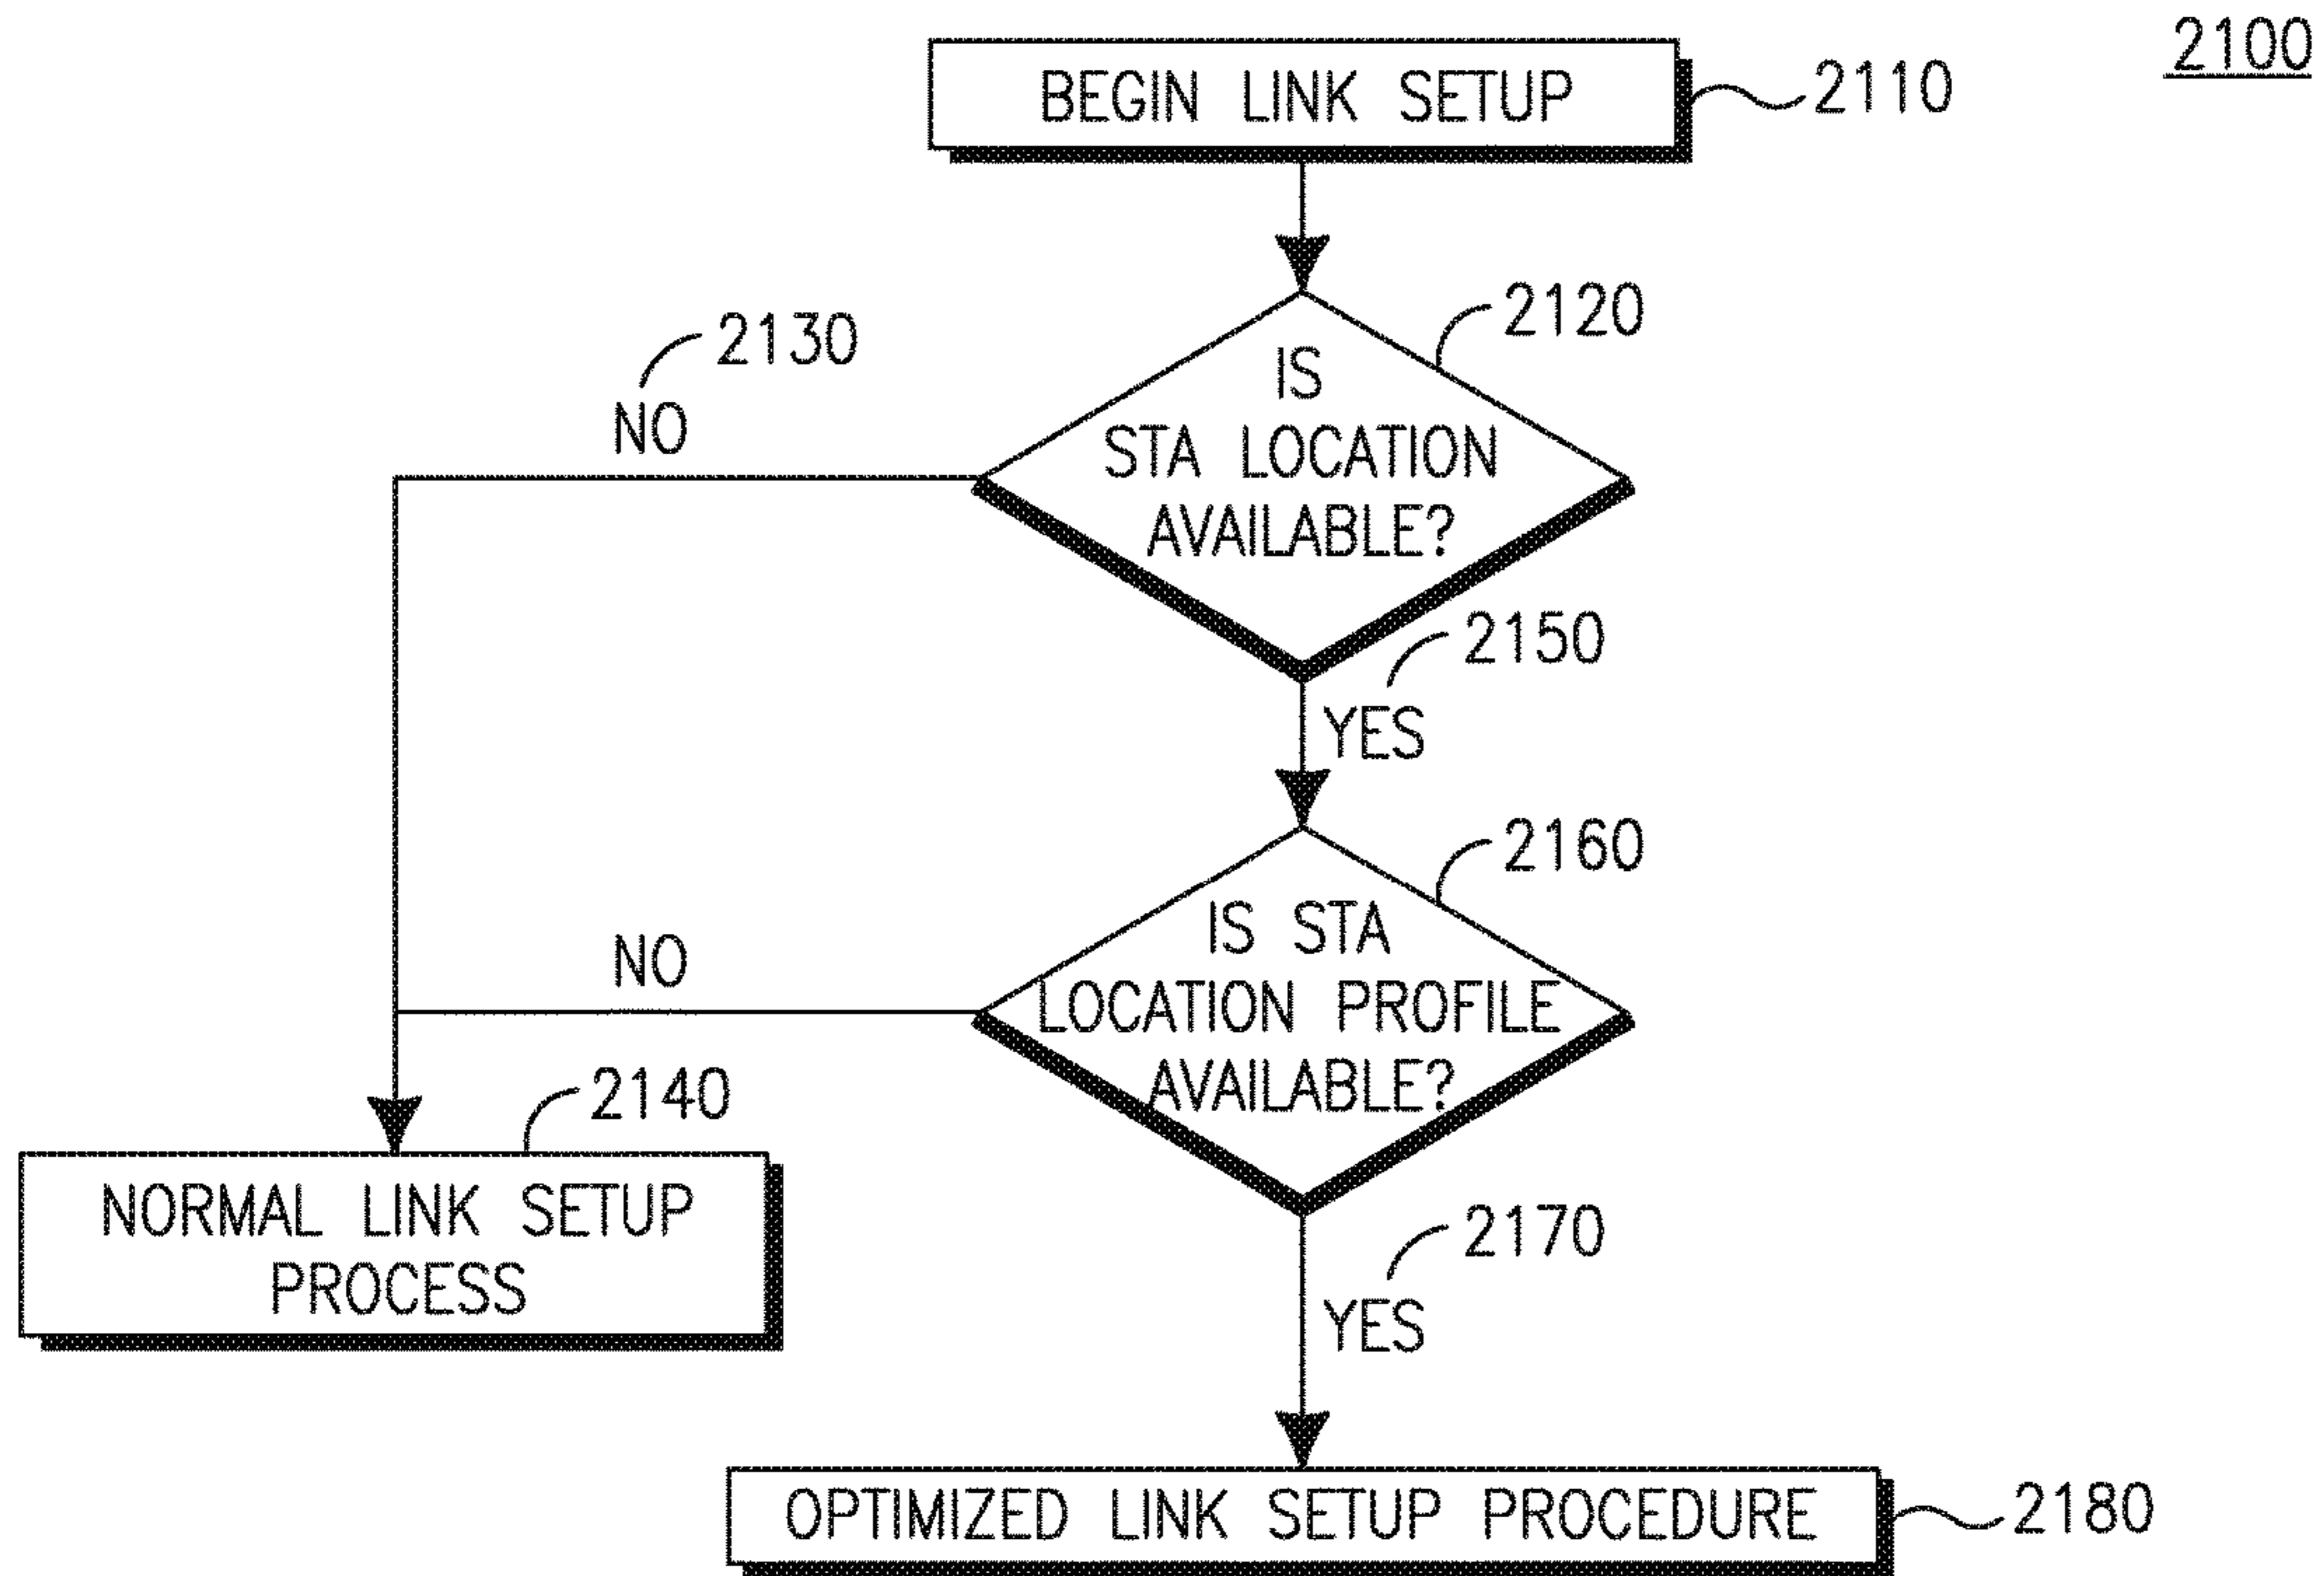 2100
BEGIN LINK SETUP
2110
2120
2130
IS
STA LOCATION
AVAILABLE?
NO
2150
YES
2160
IS STA
LOCATION PROFILE
AVAILABLE?
NO
2140
NORMAL LINK SETUP
PROCESS
2170
YES
OPTIMIZED LINK SETUP PROCEDURE
2180